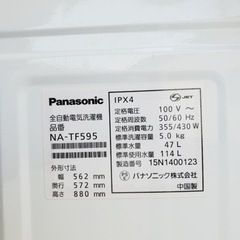 Panasonic
全自動電気洗濯機
品番
NA-TF595
外形寸法
幅 562 mm
奥行 572 mm
高さ 880 mm
IPX4
JET
定格電圧 100 V~
定格周波数 50/60 Hz
定格消費電力 355/430 W
標準洗濯容量 5.0 kg
標準水量 47 L
標準使用水量 114 L
製造番号 15N1400123
パナソニック株式会社
中国製